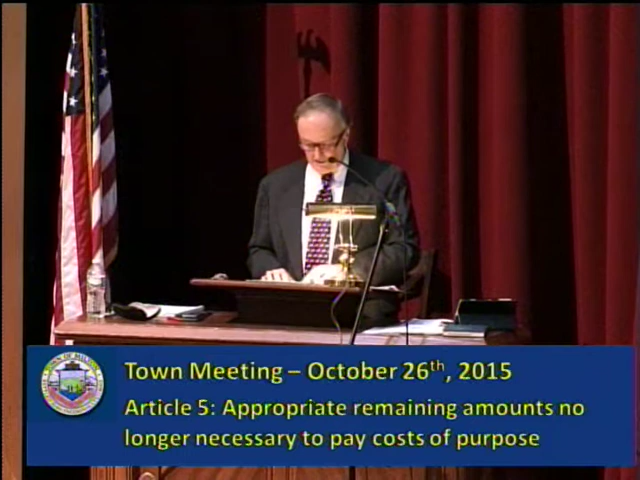 Town Meeting – October 26th, 2015
Article 5: Appropriate remaining amounts no
longer necessary to pay costs of purpose